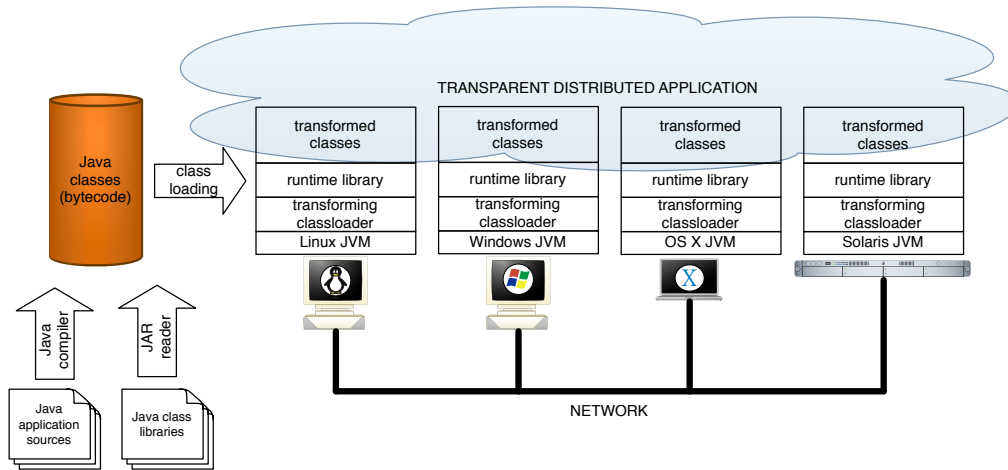 TRANSPARENT DISTRIBUTED APPLICATION
Java
classes
(bytecode)
class
loading
transformed
classes
runtime library
transforming
classloader
Linux JVM
transformed
classes
runtime library
transforming
classloader
Windows JVM
transformed
classes
runtime library
transforming
classloader
OS X JVM
transformed
classes
runtime library
transforming
classloader
Solaris JVM
X
Java
compiler
JAR
reader
Java
application
sources
Java class
libraries
NETWORK